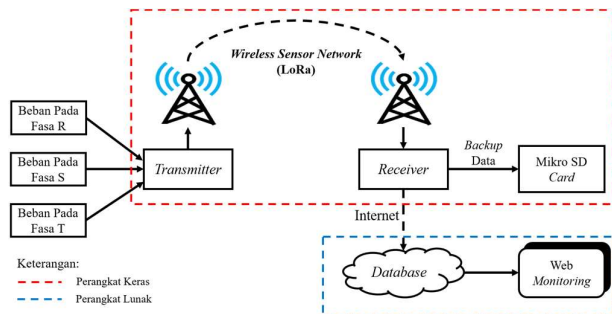 Wireless Sensor Network
(LoRa)
Beban Pada
Fasa R
Beban Pada
Fasa S
Beban Pada
Fasa T
Transmitter
Receiver
Backup
Data
Mikro SD
Card
Internet
Database
Web
Monitoring
Keterangan:
Perangkat Keras
Perangkat Lunak